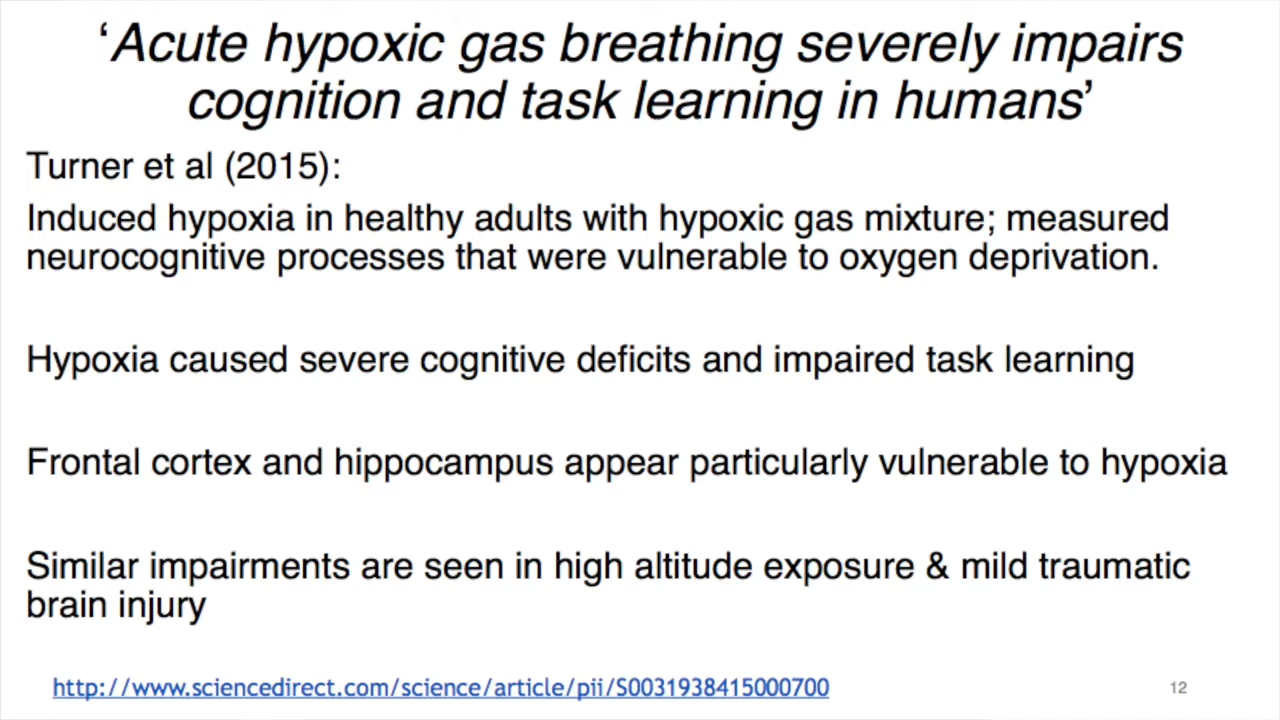 ‘Acute hypoxic gas breathing severely impairs
cognition and task learning in humans’
Turner et al (2015):
Induced hypoxia in healthy adults with hypoxic gas mixture; measured
neurocognitive processes that were vulnerable to oxygen deprivation.
Hypoxia caused severe cognitive deficits and impaired task learning
Frontal cortex and hippocampus appear particularly vulnerable to hypoxia
Similar impairments are seen in high altitude exposure & mild traumatic
brain injury
http://www.sciencedirect.com/science/article/pii/S0031938415000700
12